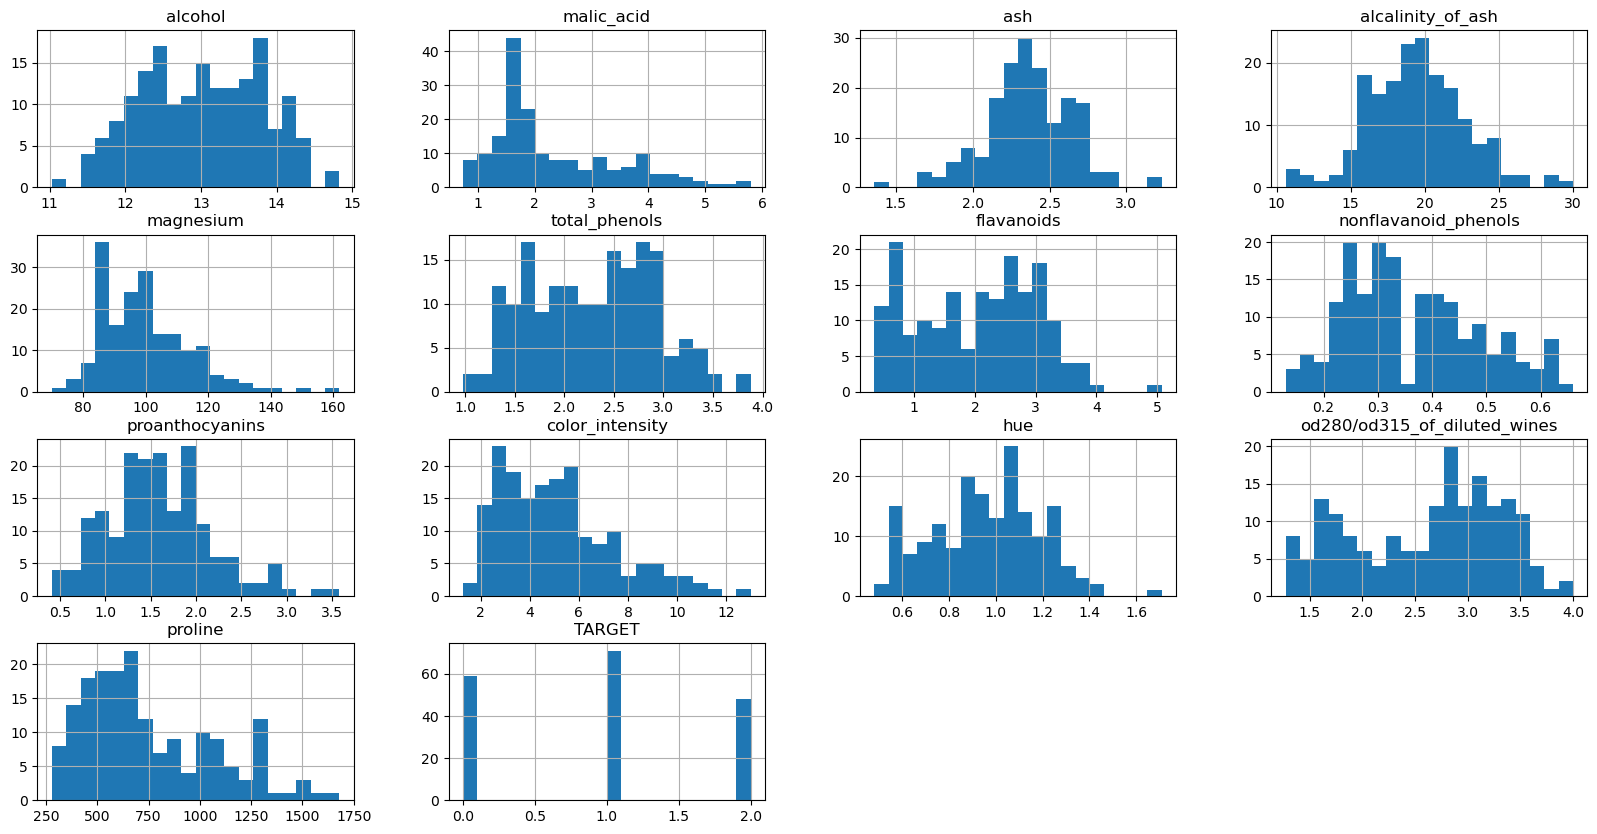 alcohol malic_acid ash alcalinity_of_ash
15 10 5 0 40 30 20 10 0 30 20 10 0 20 10 0
11 12 13 14 15 1 2 3 4 5 6 1.5 2.0 2.5 3.0 10 15 20 25 30
magnesium total_phenols flavanoids nonflavanoid_phenols
30 20 10 0 15 10 5 0 20 15 10 5 0 20 15 10 5 0
80 100 120 140 160 1.0 1.5 2.0 2.5 3.0 3.5 4.0 1 2 3 4 5 0.2 0.3 0.4 0.5 0.6
proanthocyanins color_intensity hue od280/od315_of_diluted_wines
20 15 10 5 0 20 15 10 5 0 20 10 0 20 15 10 5 0
0.5 1.0 1.5 2.0 2.5 3.0 3.5 2 4 6 8 10 12 0.6 0.8 1.0 1.2 1.4 1.6 1.5 2.0 2.5 3.0 3.5 4.0
proline TARGET
20 15 10 5 0 60 40 20 0
250 500 750 1000 1250 1500 1750 0.0 0.5 1.0 1.5 2.0